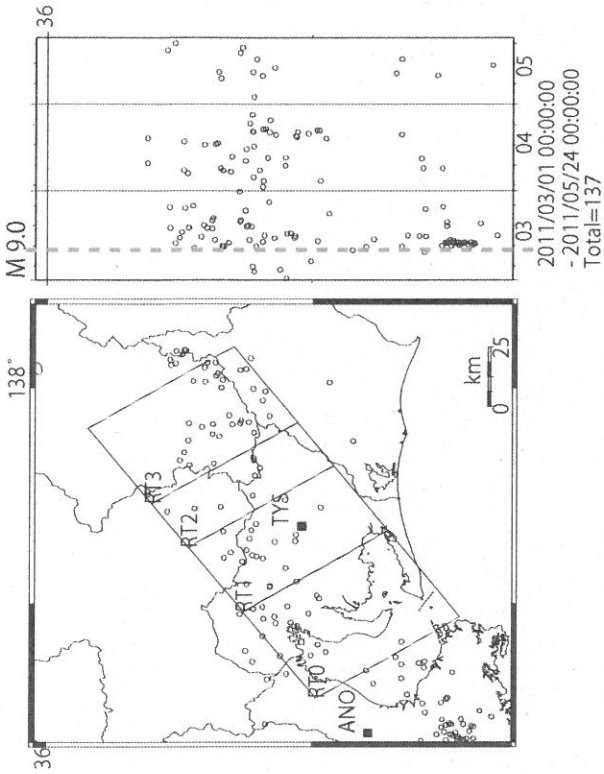 138°
36
M 9.0
36
RT3
RT2
RT1
RT0
TYS
ANO
km
0 25
03 04 05
2011/03/01 00:00:00
- 2011/05/24 00:00:00
Total=137